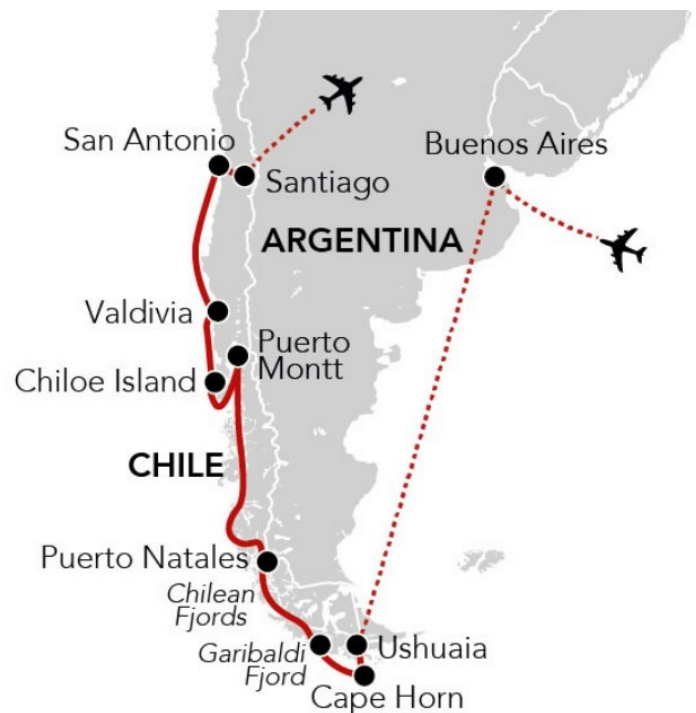 San Antonio
Buenos Aires
Santiago
ARGENTINA
Valdivia
Puerto
Montt
Chiloe Island
CHILE
Puerto Natales
Chilean
Fjords
Garibaldi
Fjord
Ushuaia
Cape Horn